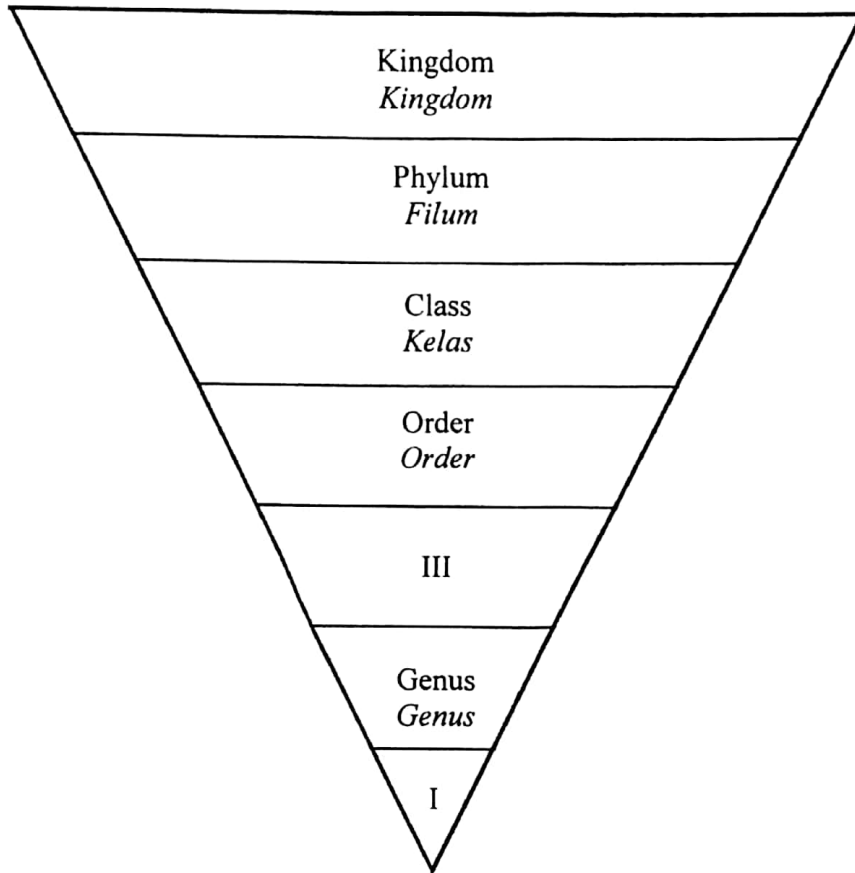 Kingdom
Kingdom
Phylum
Filum
Class
Kelas
Order
Order
III
Genus
Genus
I